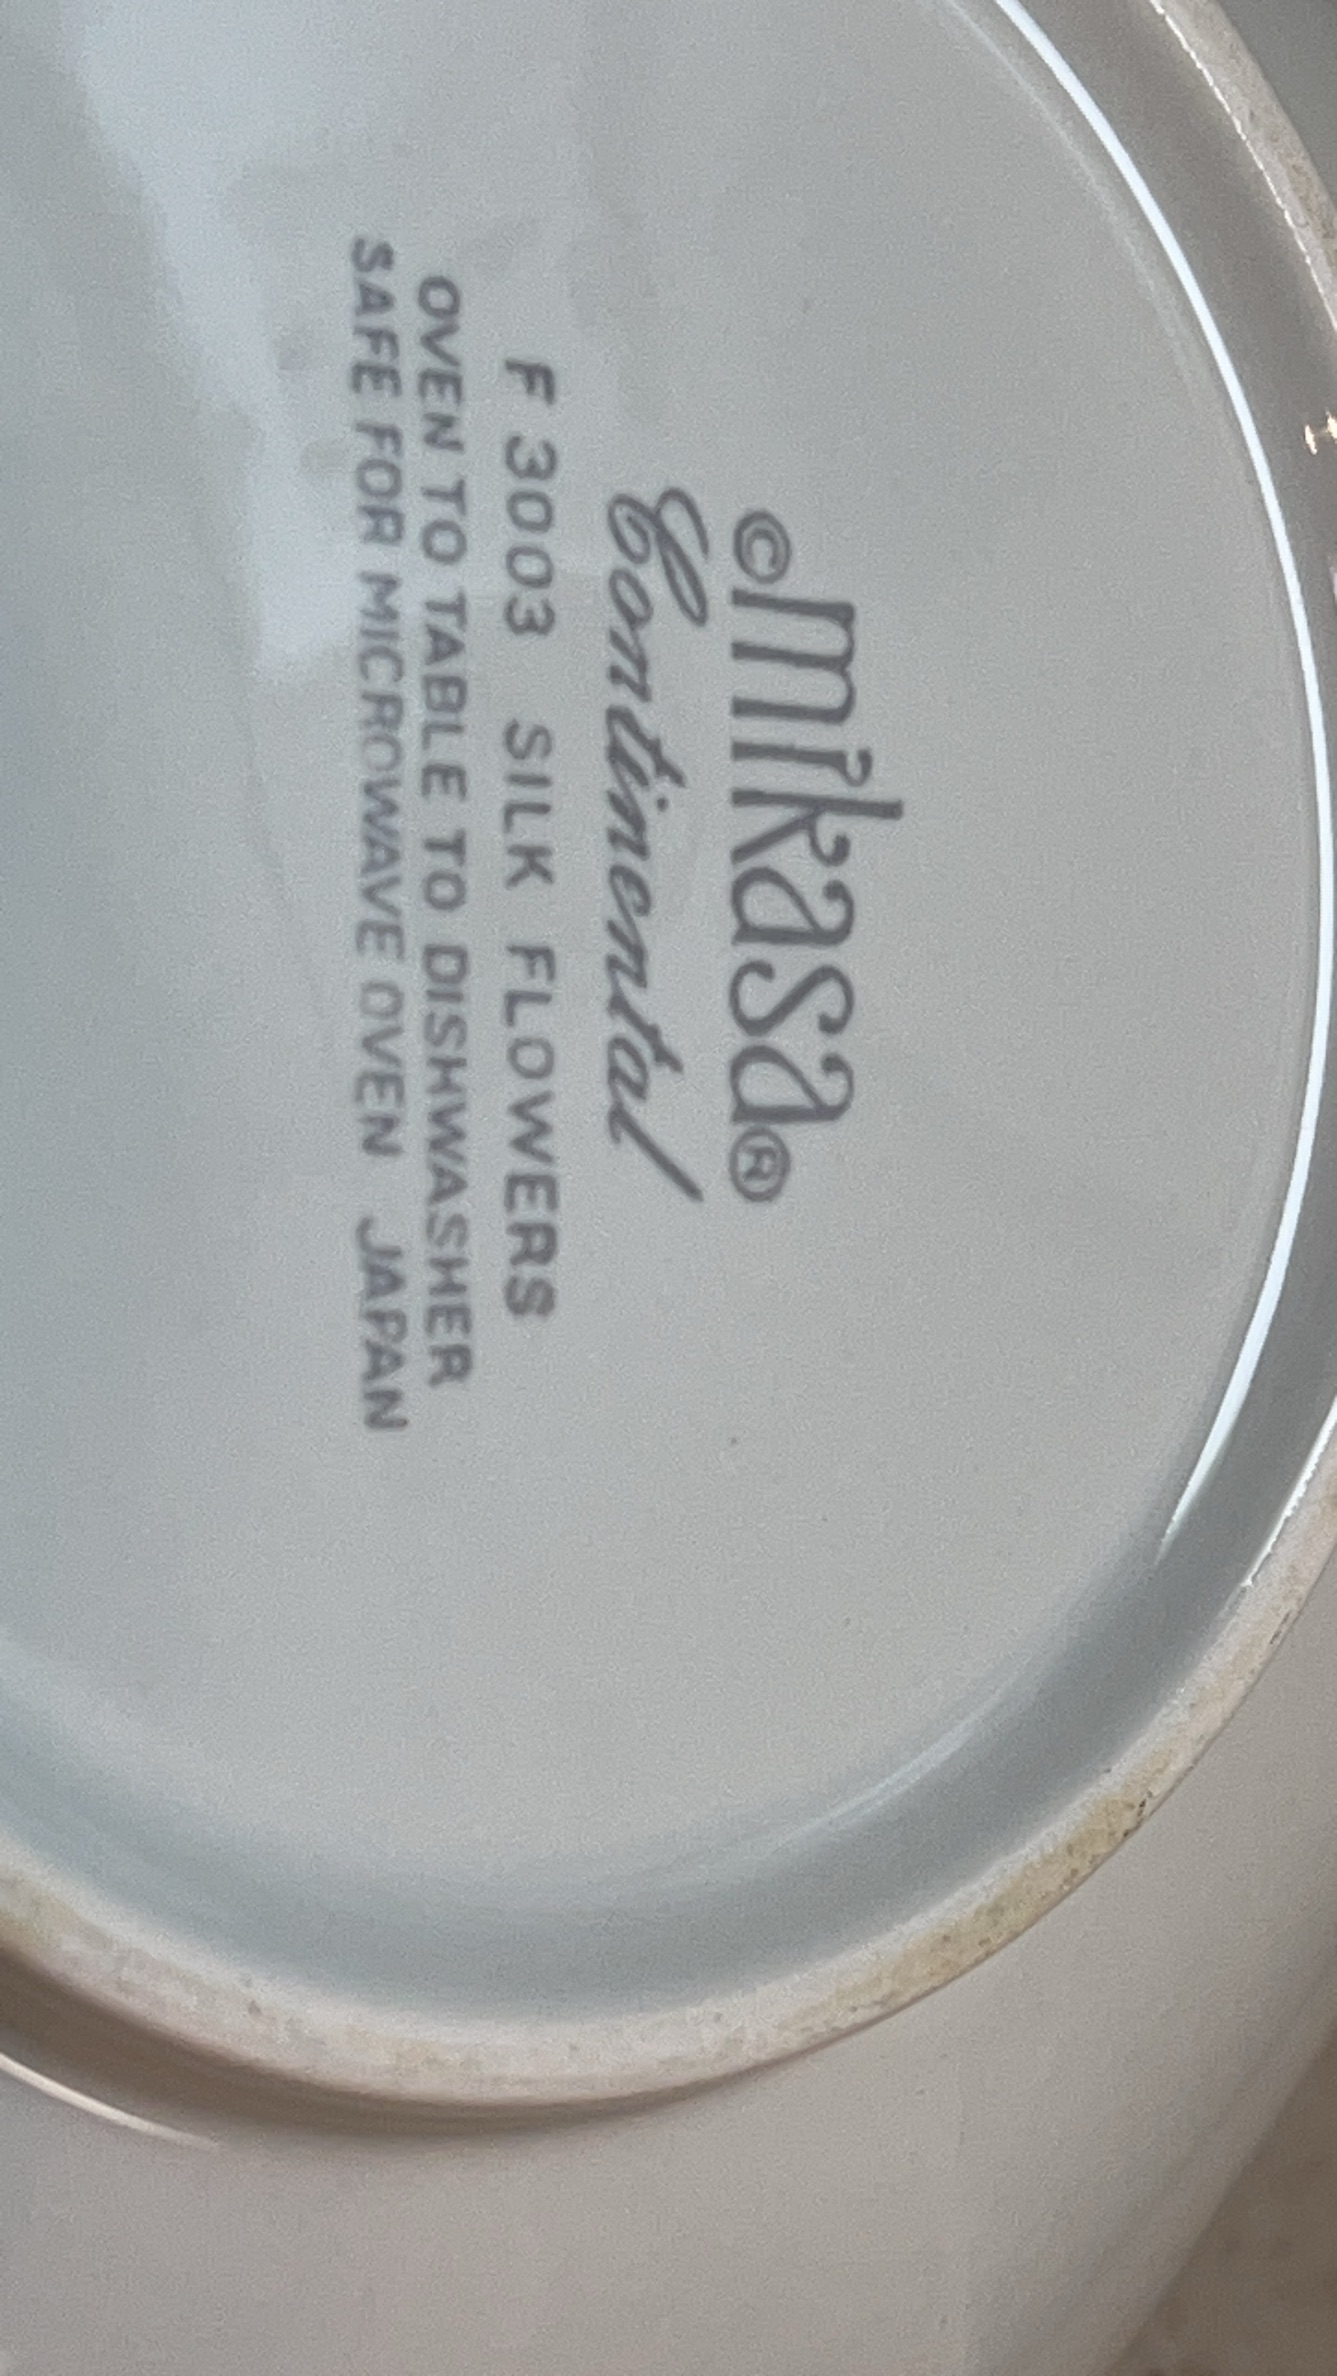 ©mikasa®
Continental
F 3003 SILK FLOWERS
OVEN TO TABLE TO DISHWASHER
SAFE FOR MICROWAVE OVEN JAPAN